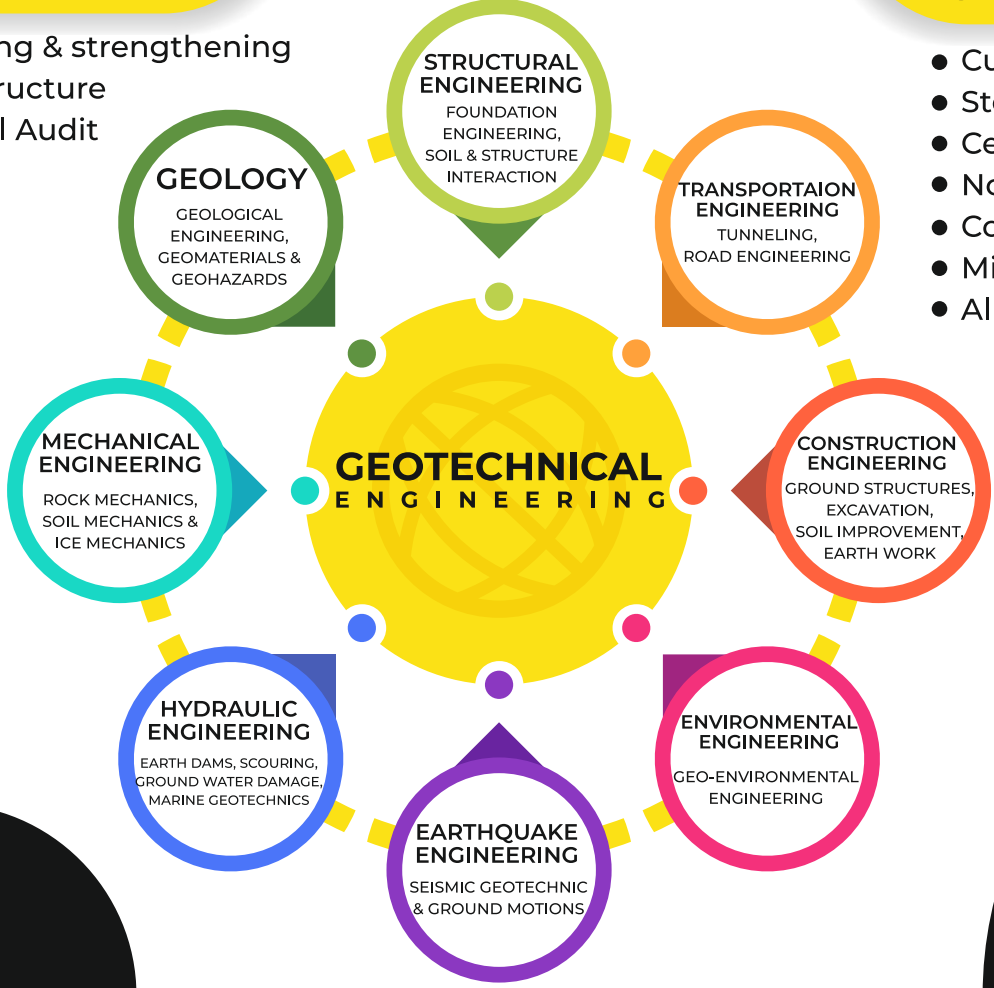 & strengthening
Audit
STRUCTURAL
ENGINEERING
FOUNDATION
ENGINEERING,
SOIL & STRUCTURE
INTERACTION
TRANSPORTAION
ENGINEERING
TUNNELING,
ROAD ENGINEERING
CONSTRUCTION
ENGINEERING
GROUND STRUCTURES,
EXCAVATION,
SOIL IMPROVEMENT,
EARTH WORK
ENVIRONMENTAL
ENGINEERING
GEO-ENVIRONMENTAL
ENGINEERING
EARTHQUAKE
ENGINEERING
SEISMIC GEOTECHNIC
& GROUND MOTIONS
HYDRAULIC
ENGINEERING
EARTH DAMS, SCOURING,
GROUND WATER DAMAGE,
MARINE GEOTECHNICS
MECHANICAL
ENGINEERING
ROCK MECHANICS,
SOIL MECHANICS &
ICE MECHANICS
GEOLOGY
GEOLOGICAL
ENGINEERING,
GEOMATERIALS &
GEOHAZARDS
GEOTECHNICAL
ENGINEERING